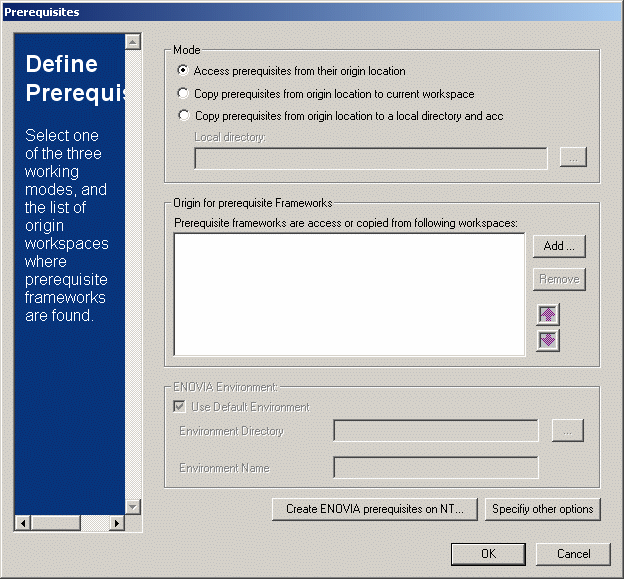 Prerequisites
Define
Prerequis
Select one
of the three
working
modes, and
the list of
origin
workspaces
where
prerequisite
frameworks
are found.
Mode
Access prerequisites from their origin location
Copy prerequisites from origin location to current workspace
Copy prerequisites from origin location to a local directory and acc
Local directory:
...
Origin for prerequisite Frameworks
Prerequisite frameworks are access or copied from following workspaces:
Add ...
Remove
ENOVIA Environment:
Use Default Environment
Environment Directory
...
Environment Name
Create ENOVIA prerequisites on NT...
Specifiy other options
OK
Cancel